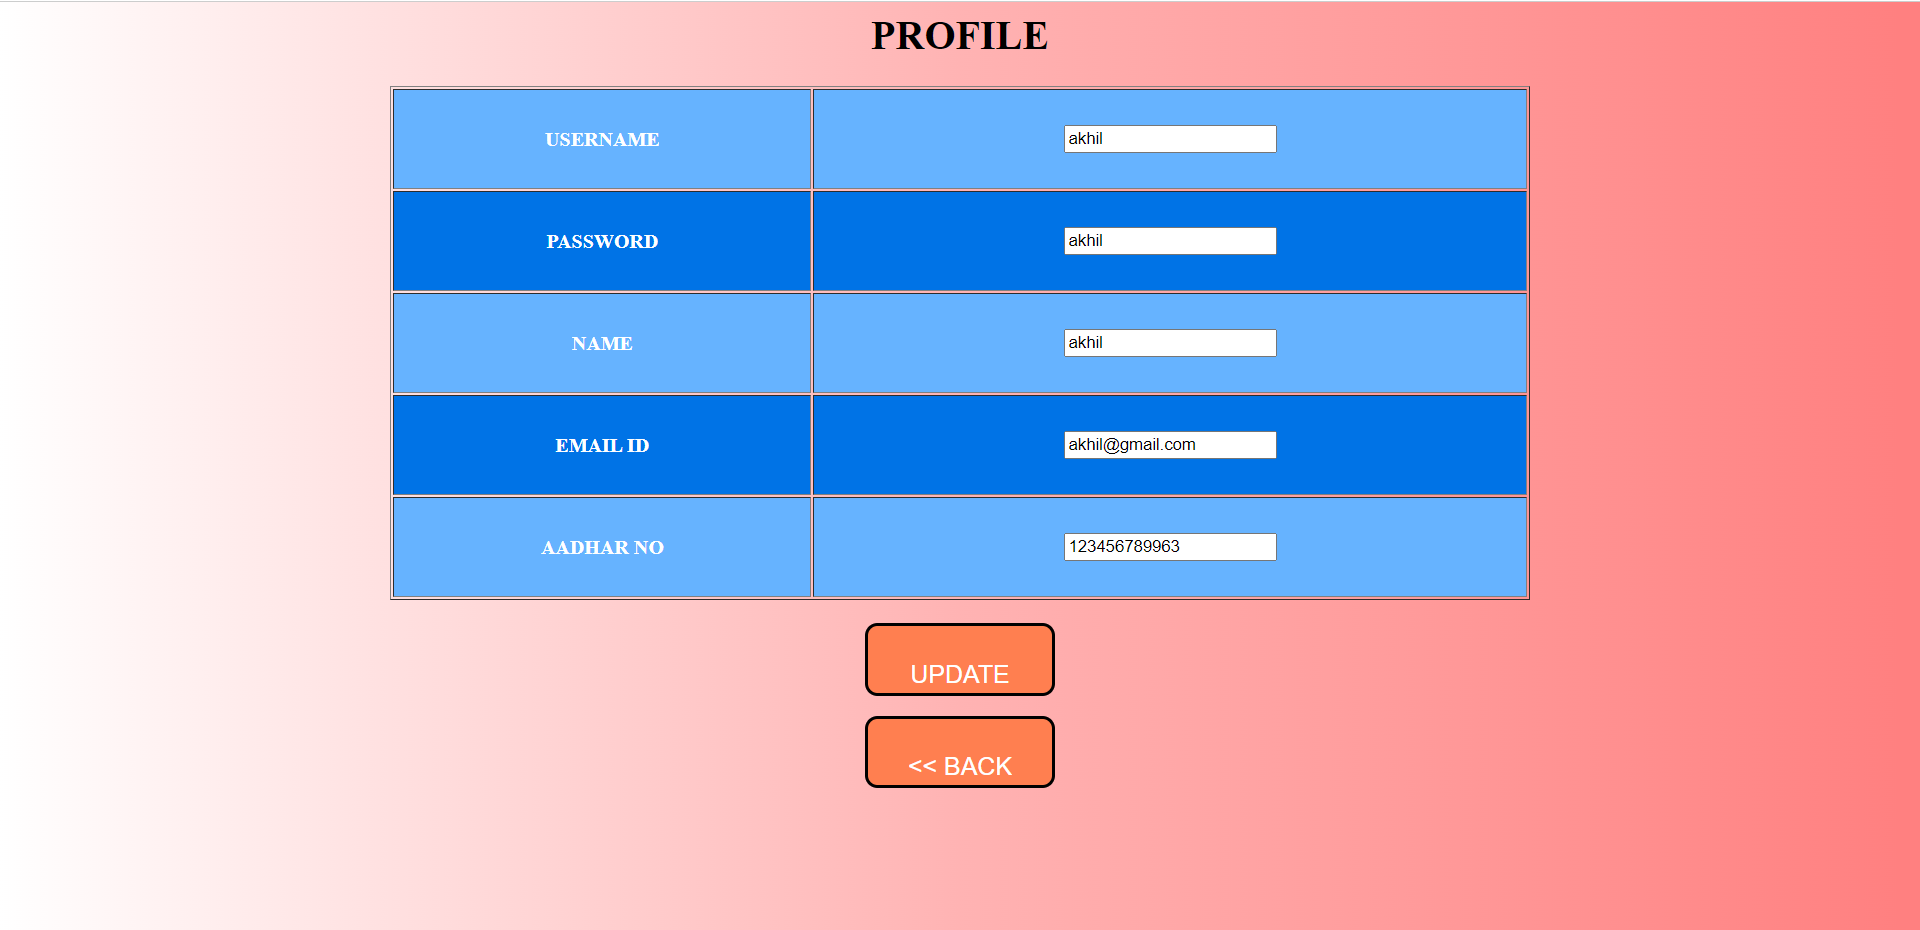 PROFILE
USERNAME akhil
PASSWORD akhil
NAME akhil
EMAIL ID akhil@gmail.com
AADHAR NO 123456789963
UPDATE
<< BACK